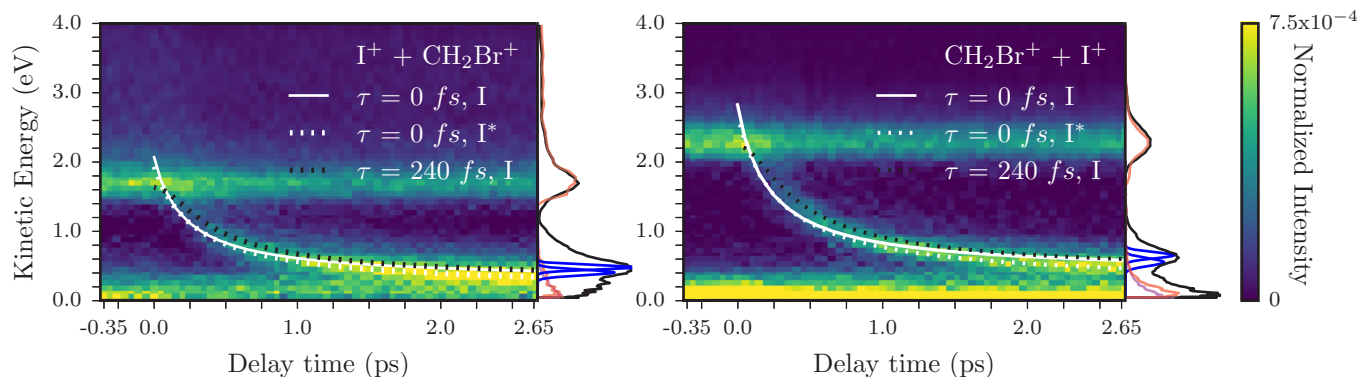 Kinetic Energy (eV)
4.0
3.0
2.0
1.0
0.0
I⁺ + CH₂Br⁺
τ = 0 fs, I
τ = 0 fs, I*
τ = 240 fs, I
-0.35 0.0 1.0 2.0 2.65
Delay time (ps)
4.0
3.0
2.0
1.0
0.0
CH₂Br⁺ + I⁺
τ = 0 fs, I
τ = 0 fs, I*
τ = 240 fs, I
-0.35 0.0 1.0 2.0 2.65
Delay time (ps)
7.5x10⁻⁴
Normalized Intensity
0